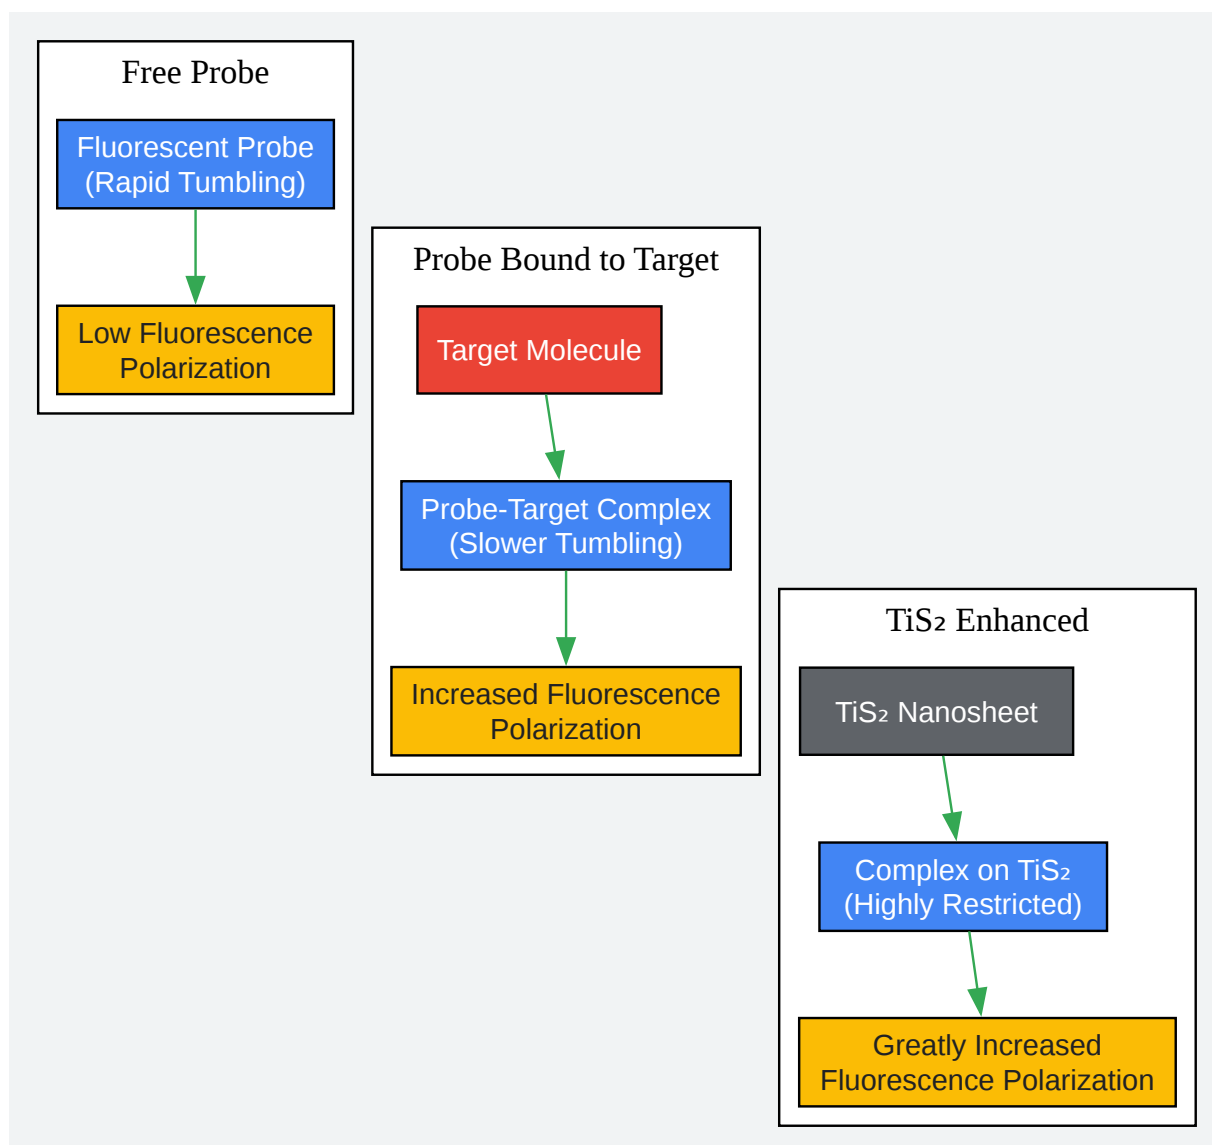 Free Probe
Fluorescent Probe
(Rapid Tumbling)
Low Fluorescence
Polarization
Probe Bound to Target
Target Molecule
Probe-Target Complex
(Slower Tumbling)
Increased Fluorescence
Polarization
TiS₂ Enhanced
TiS₂ Nanosheet
Complex on TiS₂
(Highly Restricted)
Greatly Increased
Fluorescence Polarization